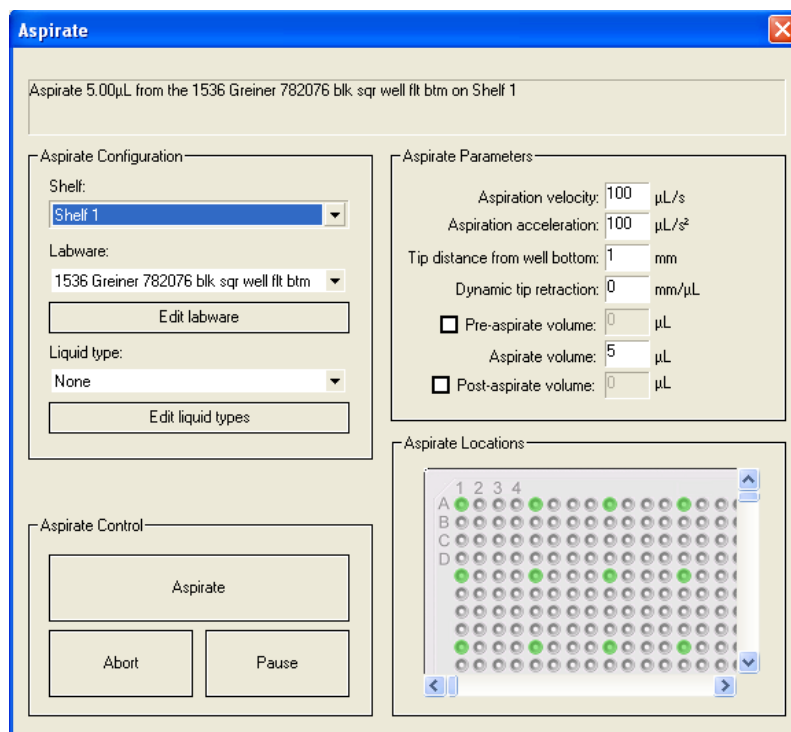 Aspirate
Aspirate 5.00µL from the 1536 Greiner 782076 blk sqr well flt btm on Shelf 1
Aspirate Configuration
Shelf:
Shelf 1
Labware:
1536 Greiner 782076 blk sqr well flt btm
Edit labware
Liquid type:
None
Edit liquid types
Aspirate Control
Aspirate
Abort
Pause
Aspirate Parameters
Aspiration velocity: 100 µL/s
Aspiration acceleration: 100 µL/s²
Tip distance from well bottom: 1 mm
Dynamic tip retraction: 0 mm/µL
Pre-aspirate volume: 0 µL
Aspirate volume: 5 µL
Post-aspirate volume: 0 µL
Aspirate Locations
1 2 3 4
A
B
C
D